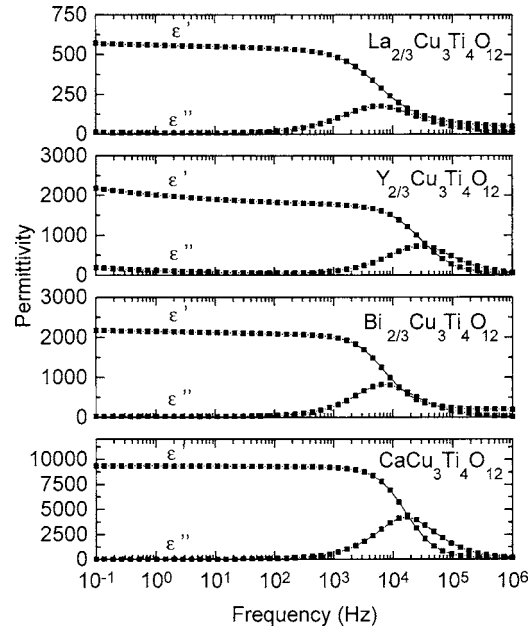 750
500
250
0
ε'
ε''
La2/3Cu3Ti4O12
3000
2000
1000
0
ε'
ε''
Y2/3Cu3Ti4O12
3000
2000
1000
0
ε'
ε''
Bi2/3Cu3Ti4O12
10000
7500
5000
2500
0
ε'
ε''
CaCu3Ti4O12
Permittivity
10-1 100 101 102 103 104 105 106
Frequency (Hz)